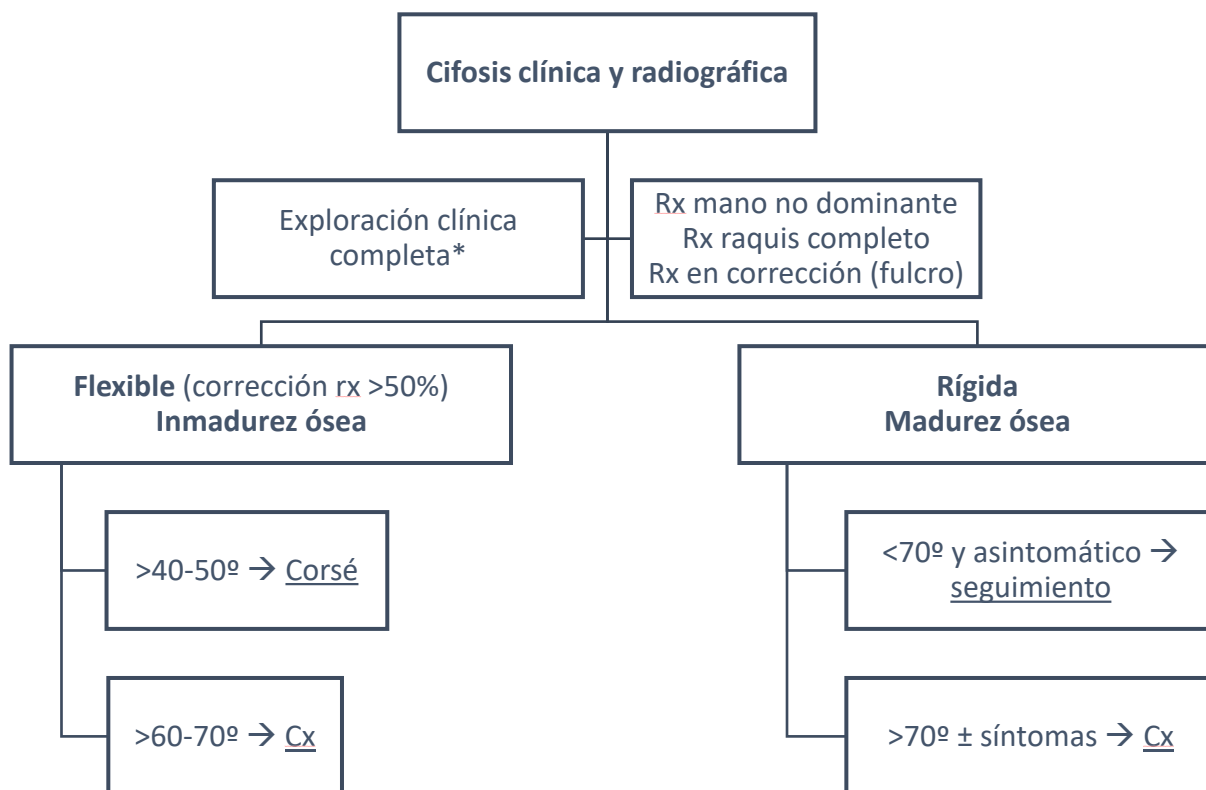 Cifosis clínica y radiográfica
Exploración clínica
completa*
Rx mano no dominante
Rx raquis completo
Rx en corrección (fulcro)
Flexible (corrección rx >50%)
Inmadurez ósea
Rígida
Madurez ósea
>40-50º → Corsé
<70º y asintomático →
seguimiento
>60-70º → Cx
>70º ± síntomas → Cx